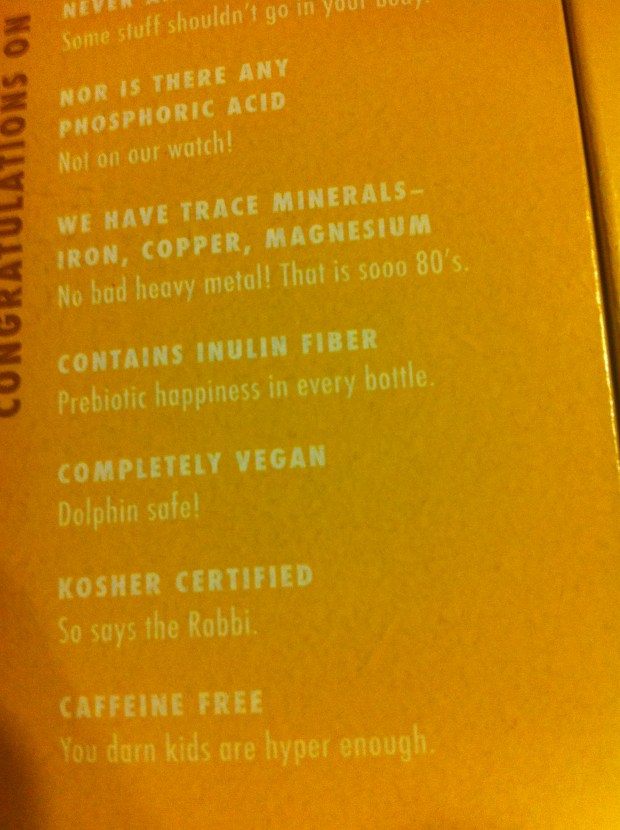 NEVER
Some stuff shouldn't go in your body.
NOR IS THERE ANY
PHOSPHORIC ACID
Not on our watch!
WE HAVE TRACE MINERALS–
IRON, COPPER, MAGNESIUM
No bad heavy metal! That is sooo 80's.
CONTAINS INULIN FIBER
Prebiotic happiness in every bottle.
COMPLETELY VEGAN
Dolphin safe!
KOSHER CERTIFIED
So says the Rabbi.
CAFFEINE FREE
You darn kids are hyper enough.
CONGRATULATIONS ON